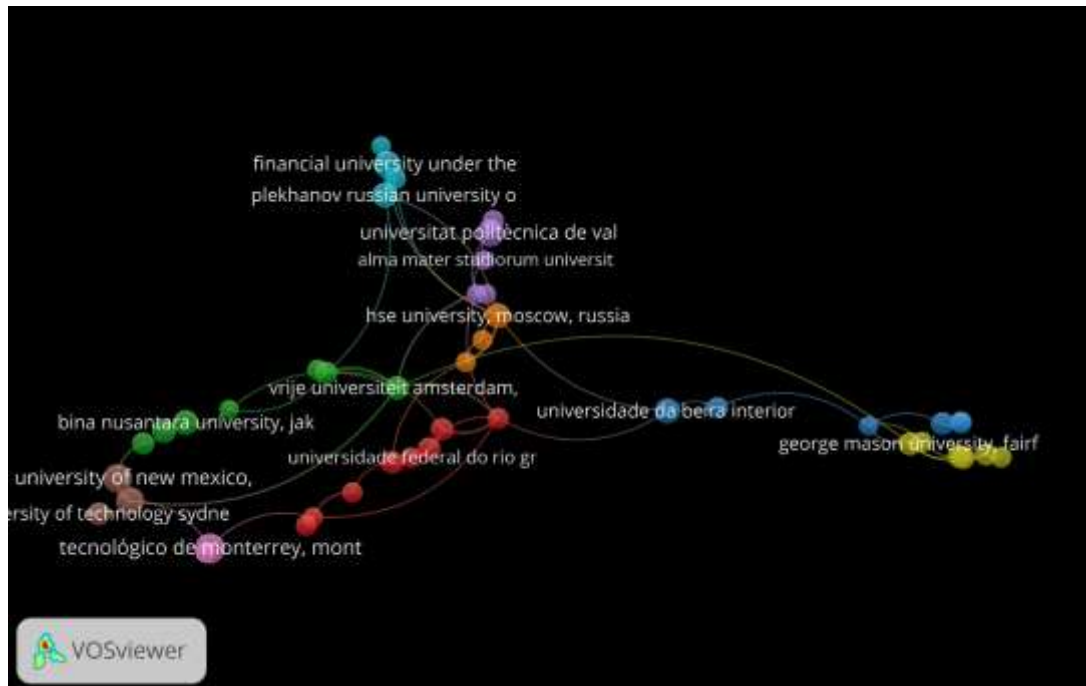 financial university under the
plekhanov russian university o
universitat politècnica de val
alma mater studiorum universit
hse university, moscow, russia
vrije universiteit amsterdam,
universidade da beira interior
bina nusantara university, jak
george mason university, fairf
universidade federal do rio gr
university of new mexico,
ersity of technology sydne
tecnológico de monterrey, mont
VOSviewer